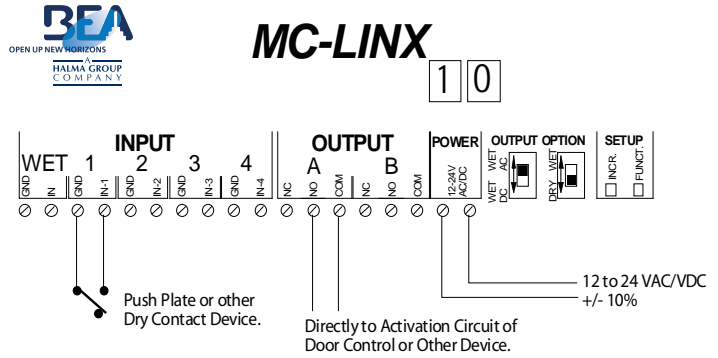 BEA
OPEN UP NEW HORIZONS
A
HALMA GROUP
COMPANY
MC-LINX
1 0
INPUT
OUTPUT
POWER
OUTPUT OPTION
SETUP
WET 1 2 3 4
A B
GND IN GND IN-1 GND IN-2 GND IN-3 GND IN-4
NC NO COM NC NO COM
12-24V
AC/DC
WET DC WET AC
DRY WET
INCR.
FUNCT.
Push Plate or other
Dry Contact Device.
Directly to Activation Circuit of
Door Control or Other Device.
12 to 24 VAC/VDC
+/- 10%